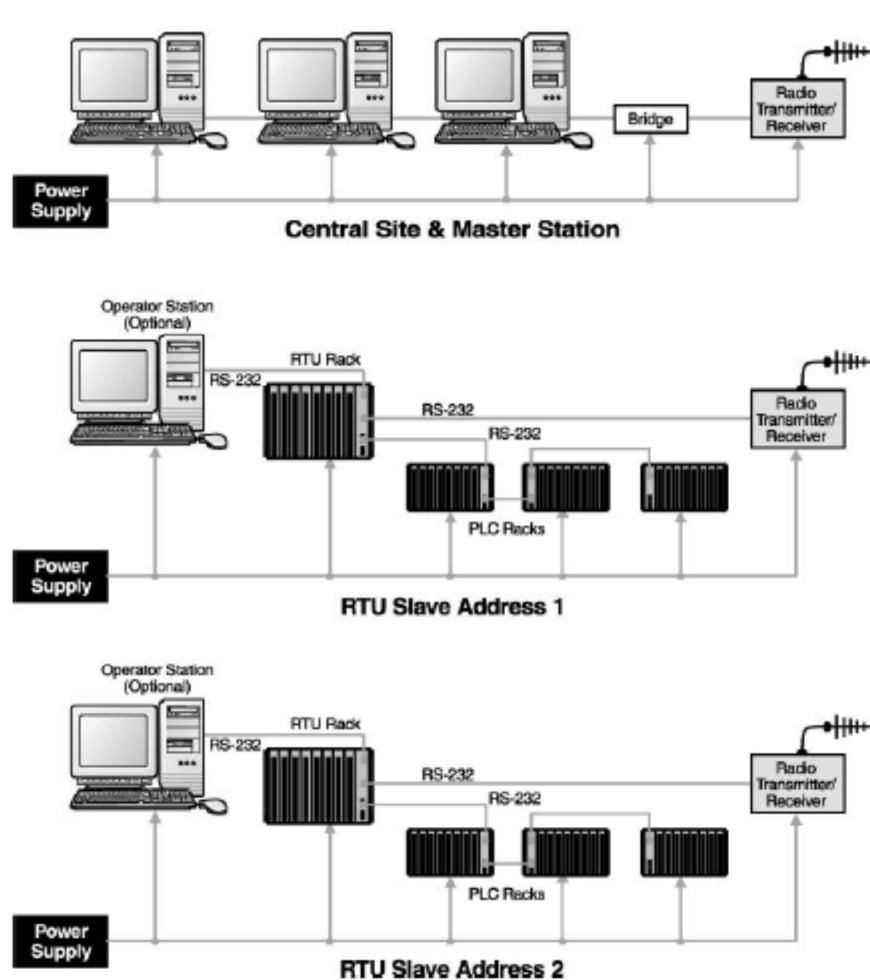 Radio
Transmitter/
Receiver
Bridge
Power
Supply
Central Site & Master Station
Operator Station
(Optional)
RTU Rack
RS-232
RS-232
RS-232
Radio
Transmitter/
Receiver
PLC Racks
Power
Supply
RTU Slave Address 1
Operator Station
(Optional)
RTU Rack
RS-232
RS-232
RS-232
Radio
Transmitter/
Receiver
PLC Racks
Power
Supply
RTU Slave Address 2